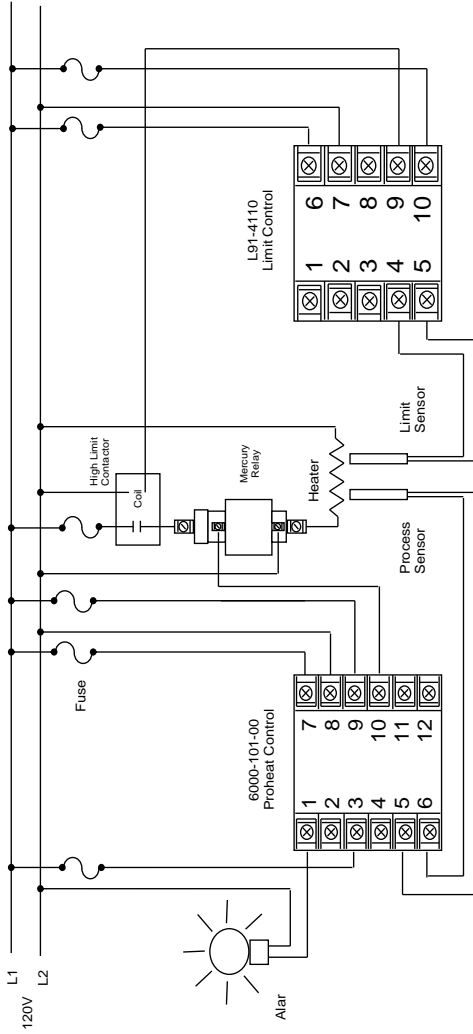 L1
120V
L2
Alar
Fuse
6000-101-00
Proheat Control
1
2
3
4
5
6
7
8
9
10
11
12
High Limit
Contactor
Coil
Mercury
Relay
Heater
Process
Sensor
Limit
Sensor
L91-4110
Limit Control
1
2
3
4
5
6
7
8
9
10